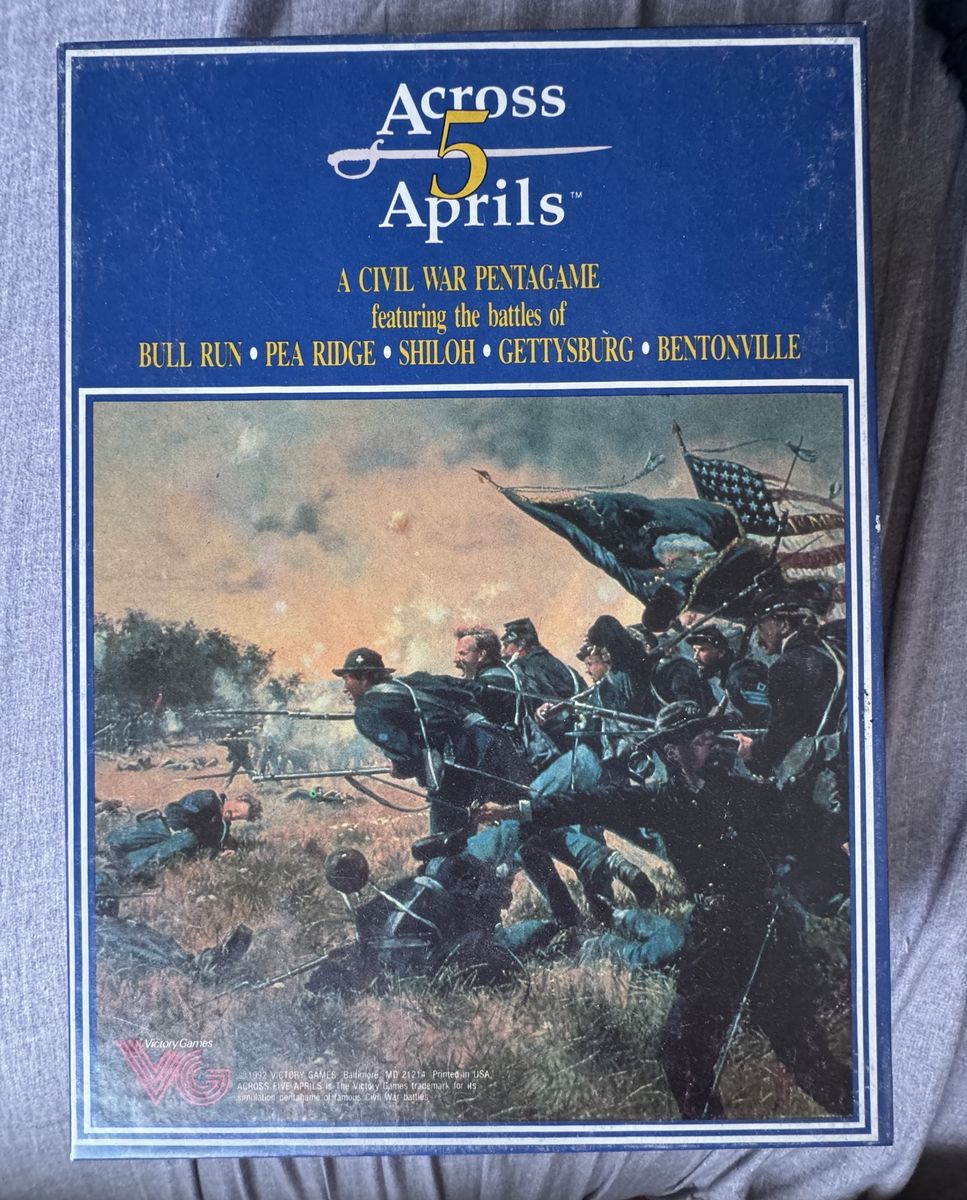 Across
5
Aprils™
A CIVIL WAR PENTAGAME
featuring the battles of
BULL RUN • PEA RIDGE • SHILOH • GETTYSBURG • BENTONVILLE
Victory Games
VG
©1992 VICTORY GAMES Baltimore, MD 21214 Printed in USA.
ACROSS FIVE APRILS is The Victory Games trademark for its
simulation pentagame of famous Civil War battles